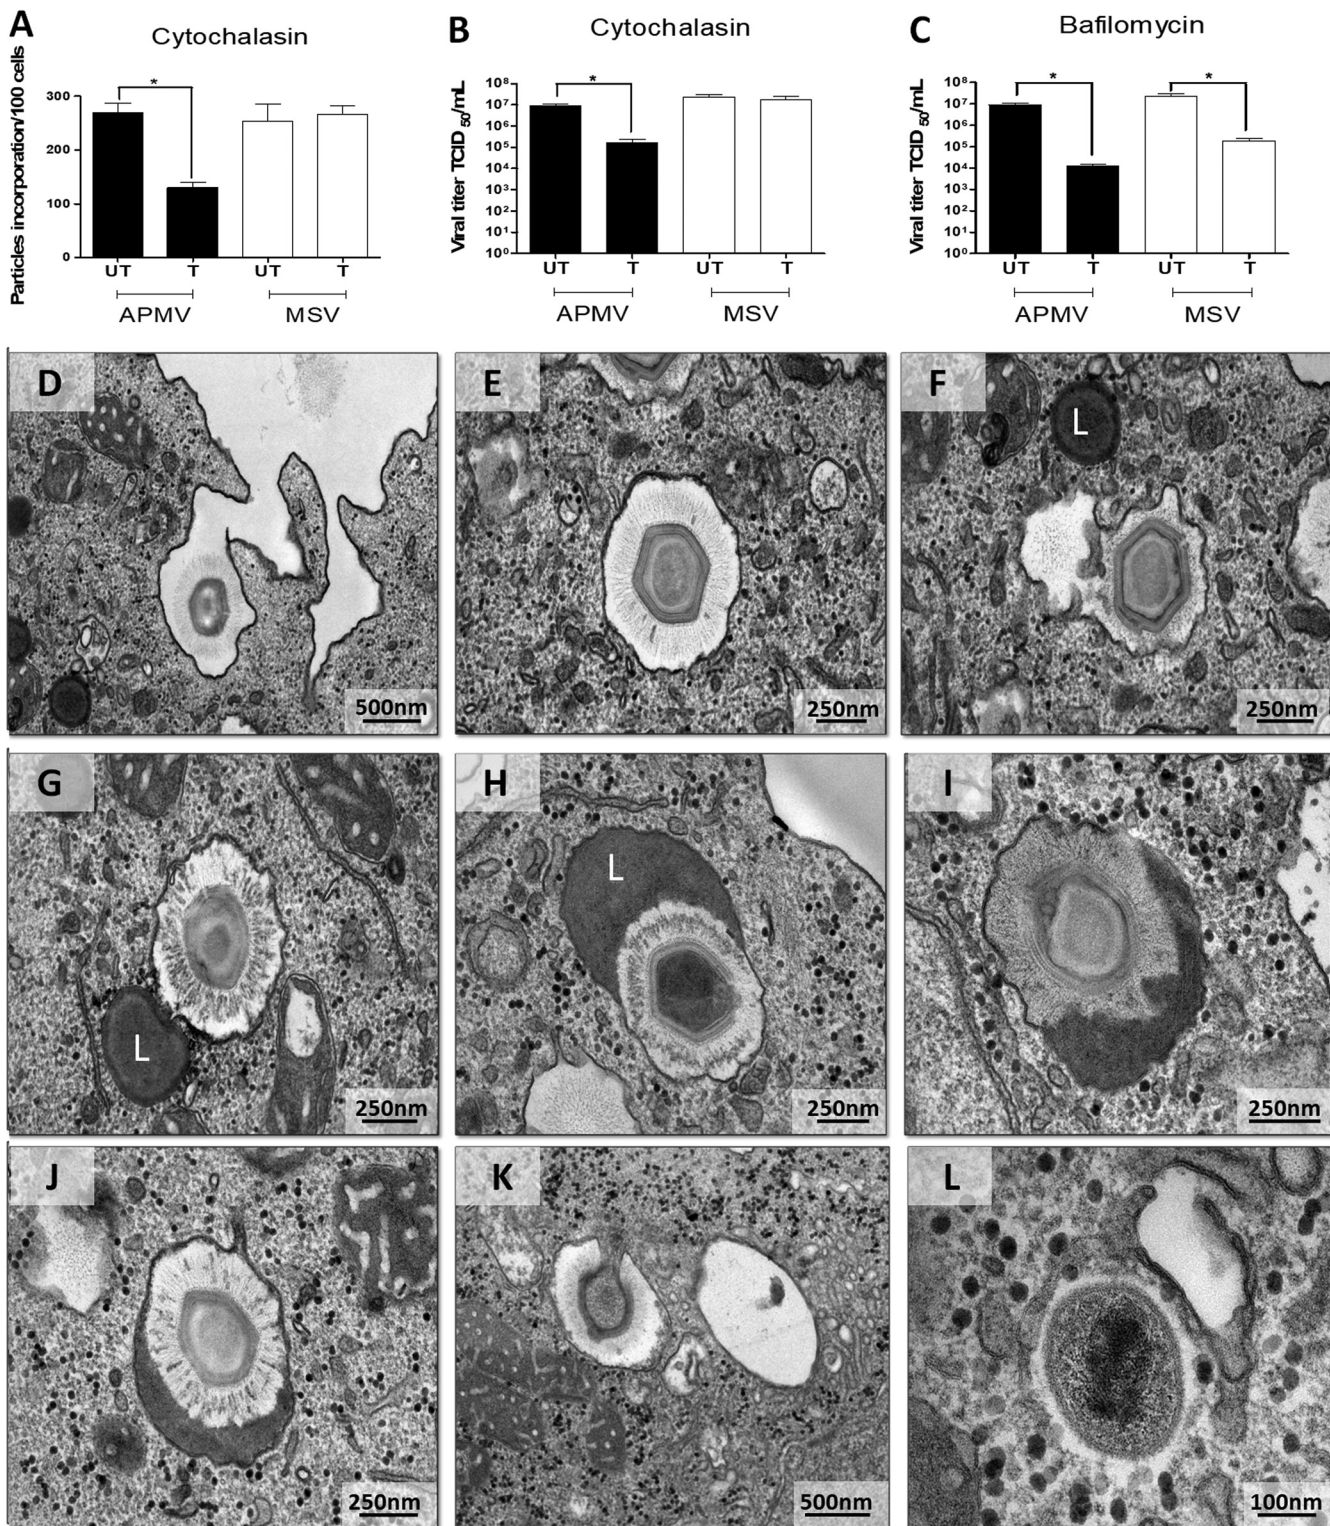 A
Cytochalasin
Particles incorporation/100 cells
300
200
100
0
*
UT
T
UT
T
APMV
MSV
B
Cytochalasin
Viral titer TCID50/mL
10⁸
10⁷
10⁶
10⁵
10⁴
10³
10²
10¹
10⁰
*
UT
T
UT
T
APMV
MSV
C
Bafilomycin
Viral titer TCID50/mL
10⁸
10⁷
10⁶
10⁵
10⁴
10³
10²
10¹
10⁰
*
*
UT
T
UT
T
APMV
MSV
D
500nm
E
250nm
F
L
250nm
G
L
250nm
H
L
250nm
I
250nm
J
250nm
K
500nm
L
100nm